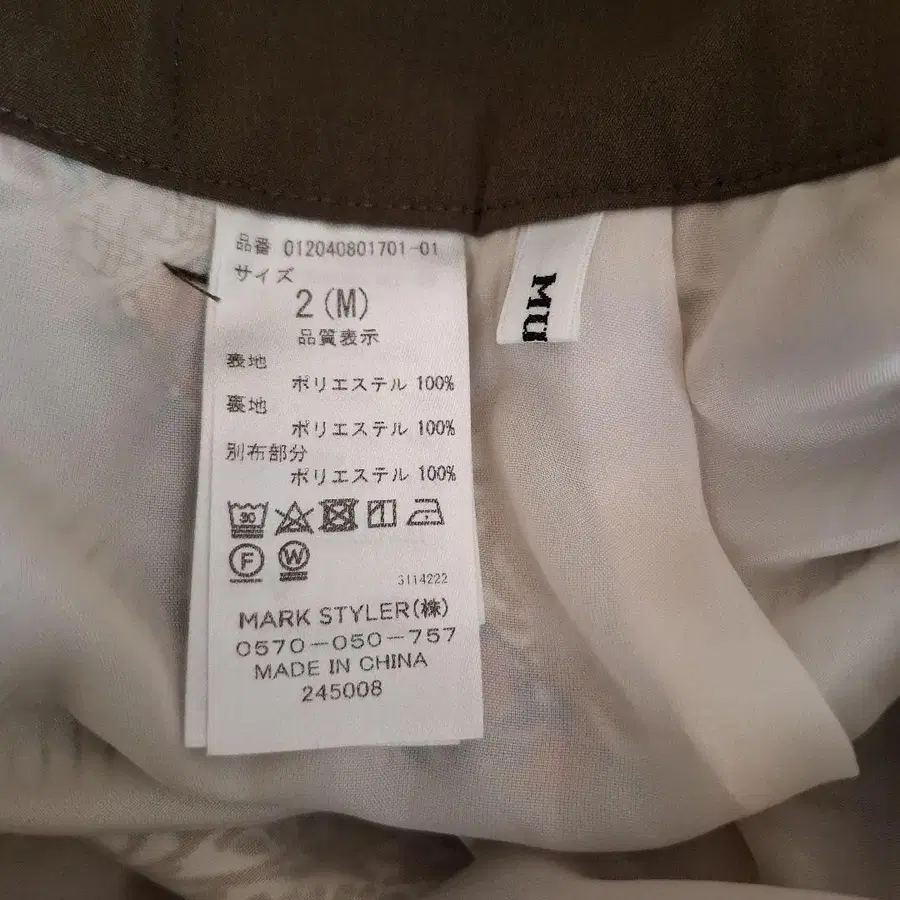 品番 012040801701-01
サイズ
2(M)
品質表示
表地
ポリエステル 100%
裏地
ポリエステル 100%
別布部分
ポリエステル 100%
30
F W
3114222
MARK STYLER(株)
0570-050-757
MADE IN CHINA
245008
MU